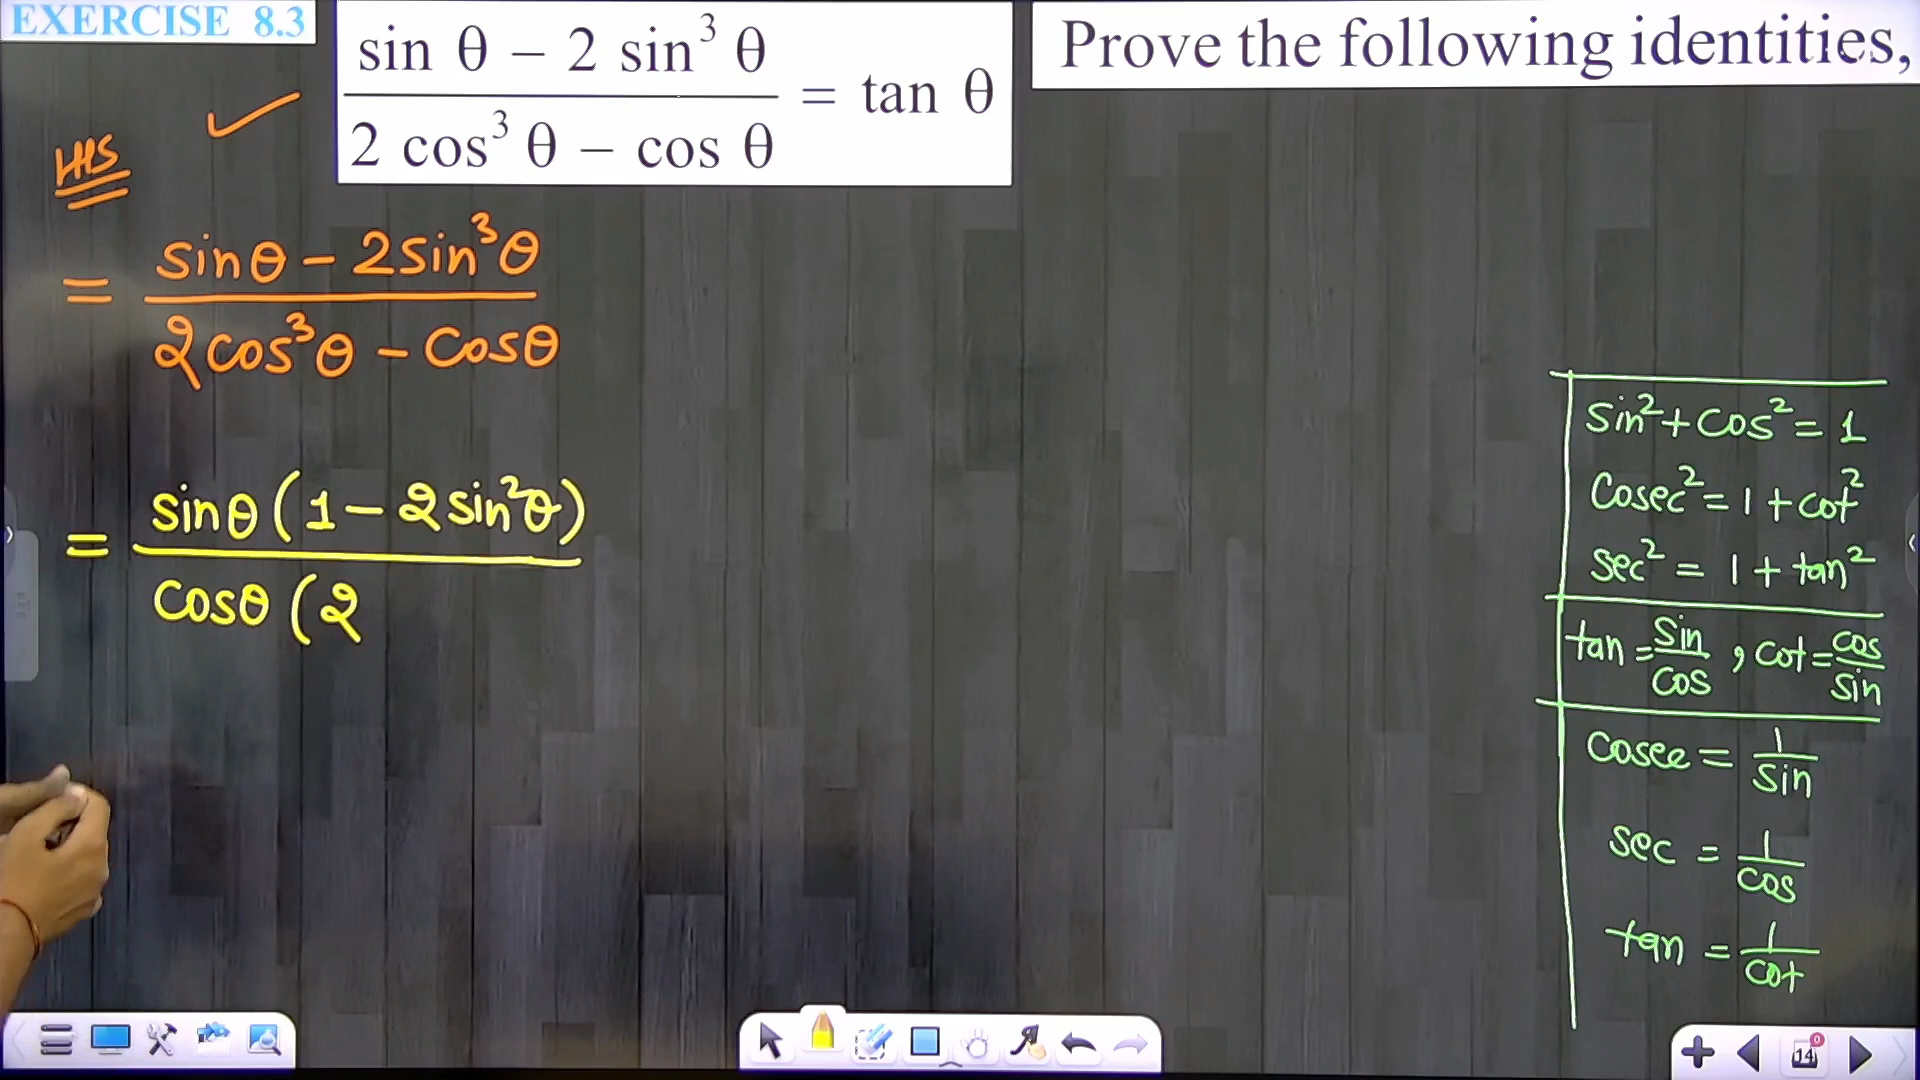 EXERCISE 8.3
sin θ – 2 sin³ θ
2 cos³ θ – cos θ
= tan θ
Prove the following identities,
LHS
= sinθ – 2sin³θ
2cos³θ – cosθ
= sinθ (1 – 2sin²θ)
cosθ (2
sin² + cos² = 1
cosec² = 1 + cot²
sec² = 1 + tan²
tan = sin/cos , cot = cos/sin
cosec = 1/sin
sec = 1/cos
tan = 1/cot
14
0